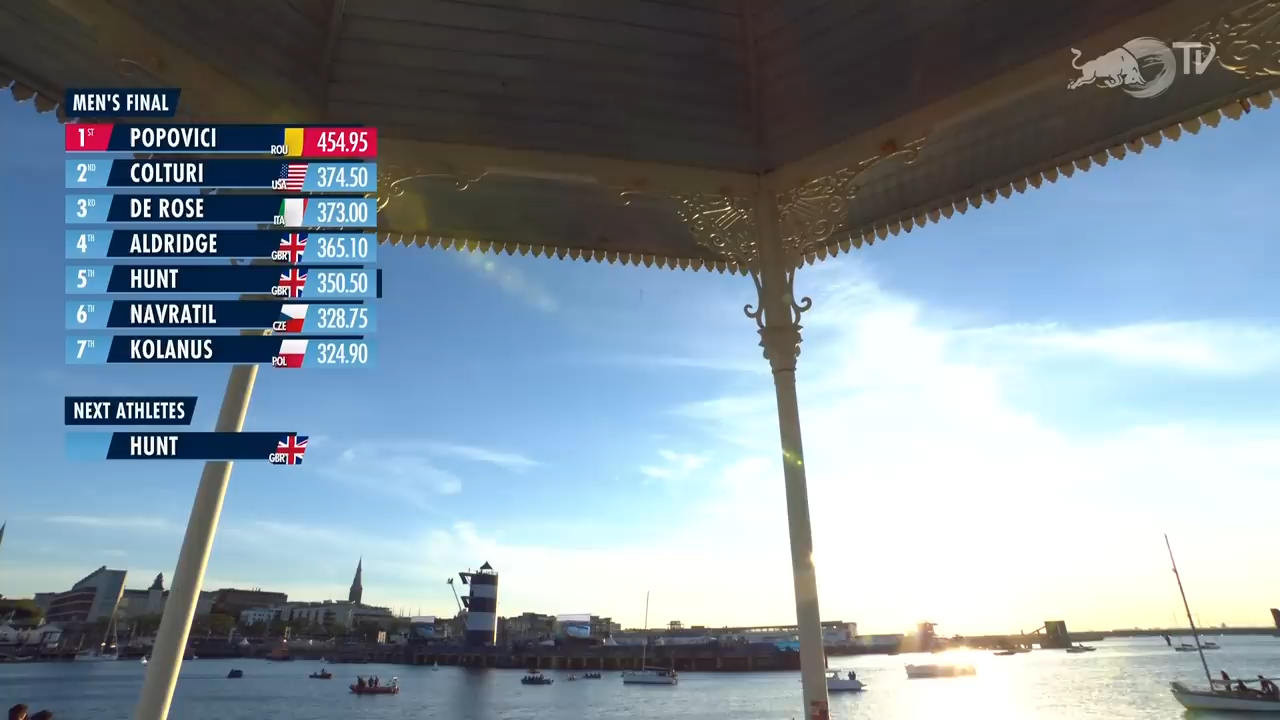 TV
MEN'S FINAL
1ST POPOVICI ROU 454.95
2ND COLTURI USA 374.50
3RD DE ROSE ITA 373.00
4TH ALDRIDGE GBR 365.10
5TH HUNT GBR 350.50
6TH NAVRATIL CZE 328.75
7TH KOLANUS POL 324.90
NEXT ATHLETES
HUNT GBR